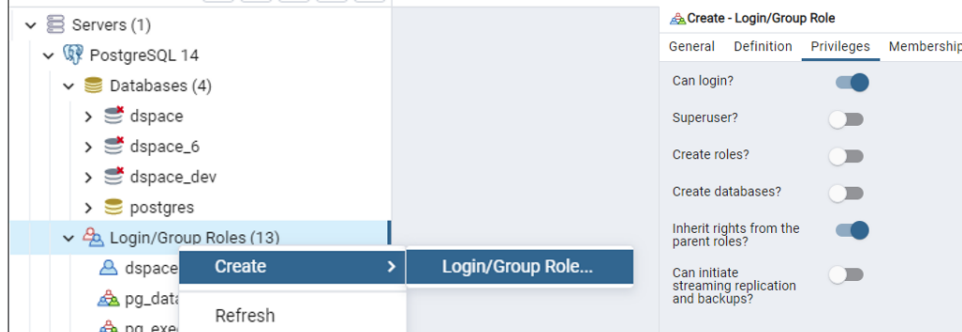 Servers (1)
PostgreSQL 14
Databases (4)
dspace
dspace_6
dspace_dev
postgres
Login/Group Roles (13)
dspace
Create
Login/Group Role...
pg_data
Refresh
Create - Login/Group Role
General Definition Privileges Membership
Can login?
Superuser?
Create roles?
Create databases?
Inherit rights from the
parent roles?
Can initiate
streaming replication
and backups?